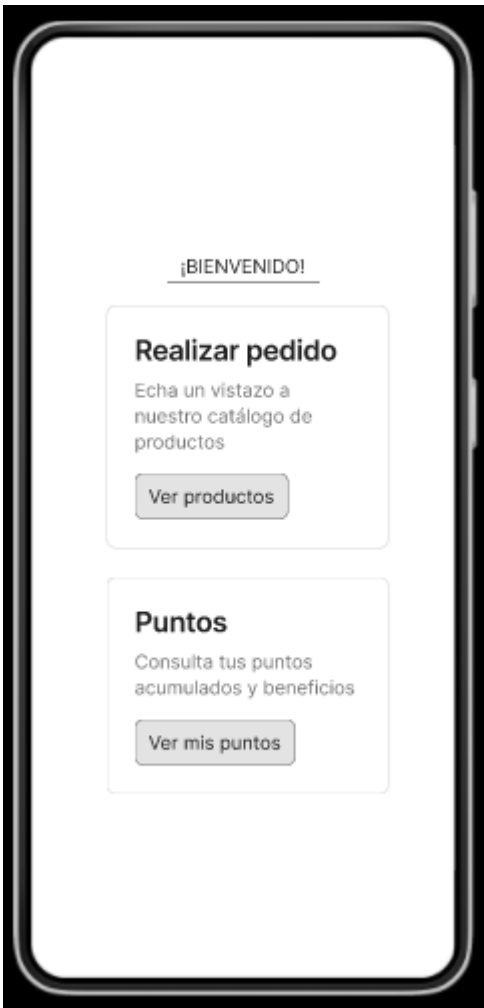 ¡BIENVENIDO!
Realizar pedido
Echa un vistazo a
nuestro catálogo de
productos
Ver productos
Puntos
Consulta tus puntos
acumulados y beneficios
Ver mis puntos